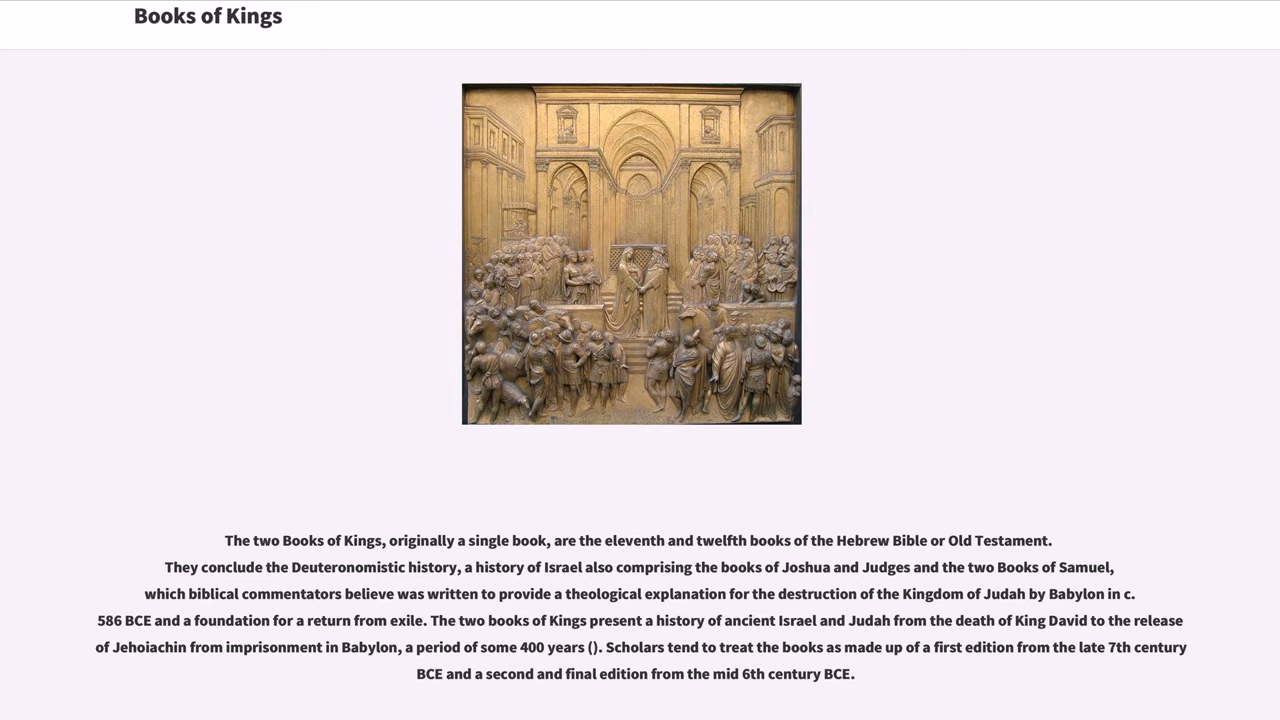 Books of Kings
The two Books of Kings, originally a single book, are the eleventh and twelfth books of the Hebrew Bible or Old Testament.
They conclude the Deuteronomistic history, a history of Israel also comprising the books of Joshua and Judges and the two Books of Samuel,
which biblical commentators believe was written to provide a theological explanation for the destruction of the Kingdom of Judah by Babylon in c.
586 BCE and a foundation for a return from exile. The two books of Kings present a history of ancient Israel and Judah from the death of King David to the release
of Jehoiachin from imprisonment in Babylon, a period of some 400 years (). Scholars tend to treat the books as made up of a first edition from the late 7th century
BCE and a second and final edition from the mid 6th century BCE.